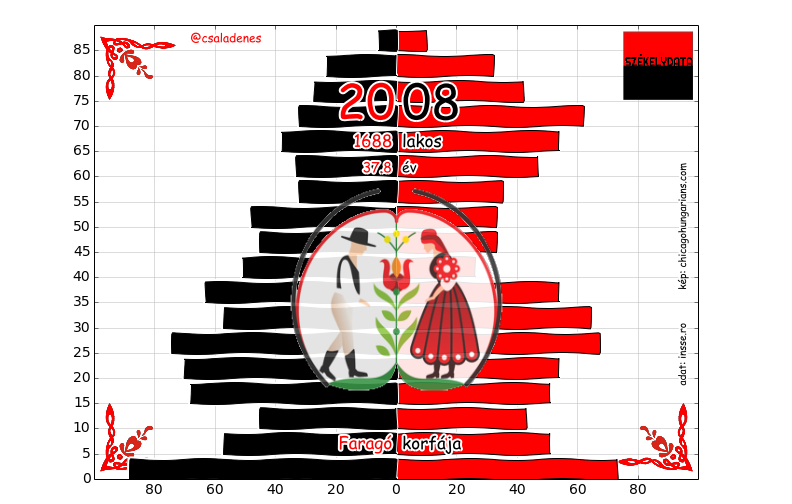 @csaladenes
SZÉKELYDATA
2008
1688 lakos
37.8 év
kép: chicagohungarians.com
adat: insse.ro
Faragó korfája
85
80
75
70
65
60
55
50
45
40
35
30
25
20
15
10
5
0
80 60 40 20 0 20 40 60 80